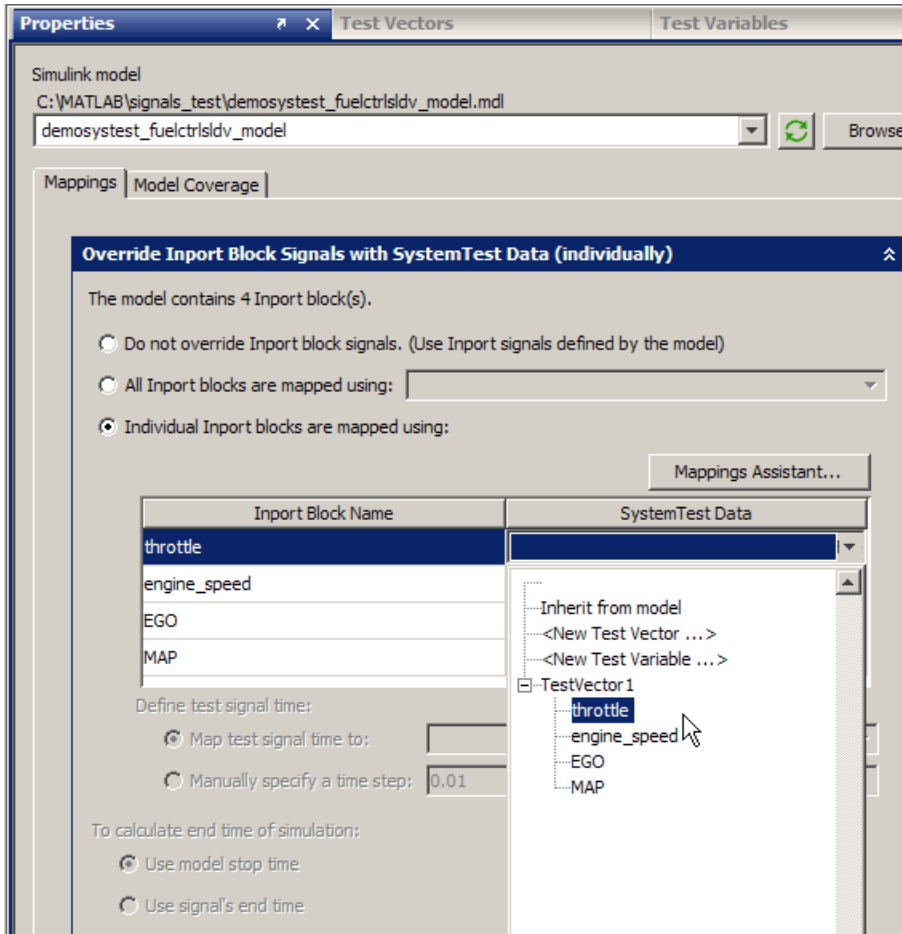 Properties
Test Vectors
Test Variables
Simulink model
C:\MATLAB\signals_test\demosystest_fuelctrlsldv_model.mdl
demosystest_fuelctrlsldv_model
Browse
Mappings
Model Coverage
Override Inport Block Signals with SystemTest Data (individually)
The model contains 4 Inport block(s).
Do not override Inport block signals. (Use Inport signals defined by the model)
All Inport blocks are mapped using:
Individual Inport blocks are mapped using:
Mappings Assistant...
Inport Block Name
SystemTest Data
throttle
engine_speed
EGO
MAP
Inherit from model
<New Test Vector ...>
<New Test Variable ...>
TestVector1
throttle
engine_speed
EGO
MAP
Define test signal time:
Map test signal time to:
Manually specify a time step: 0.01
To calculate end time of simulation:
Use model stop time
Use signal's end time